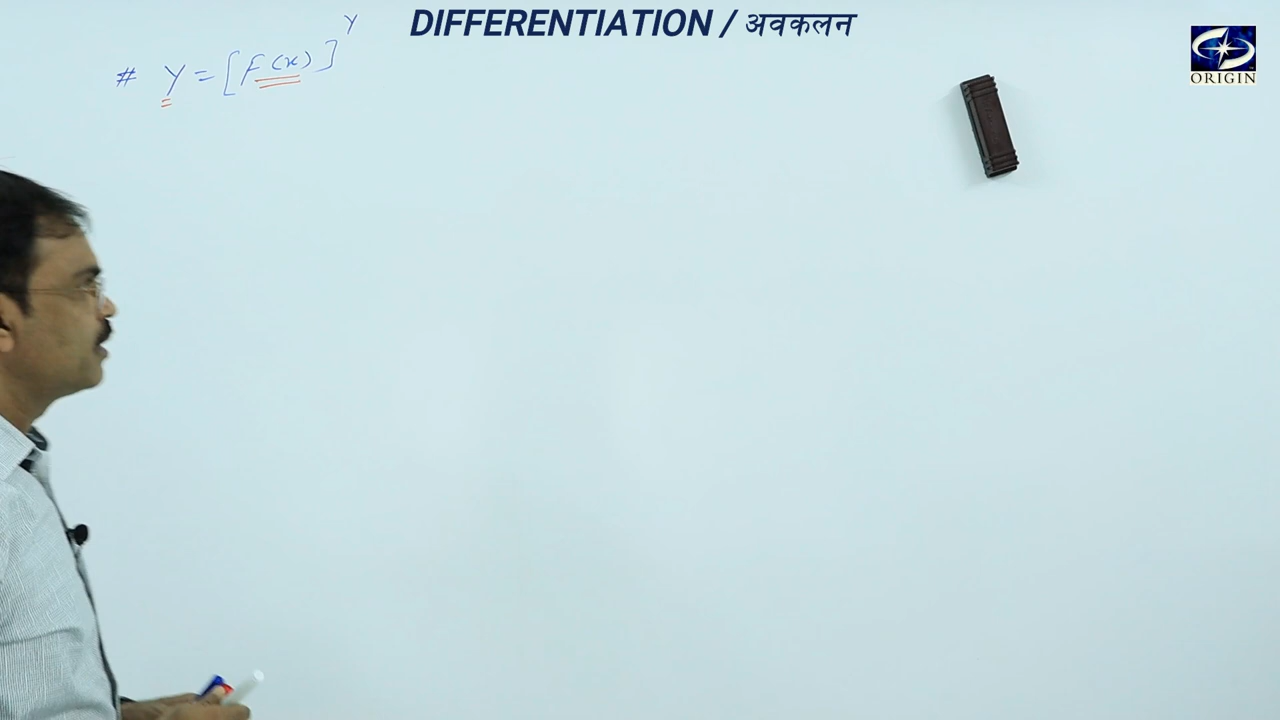 DIFFERENTIATION / अवकलन
# y = [F(x)]^y
ORIGIN